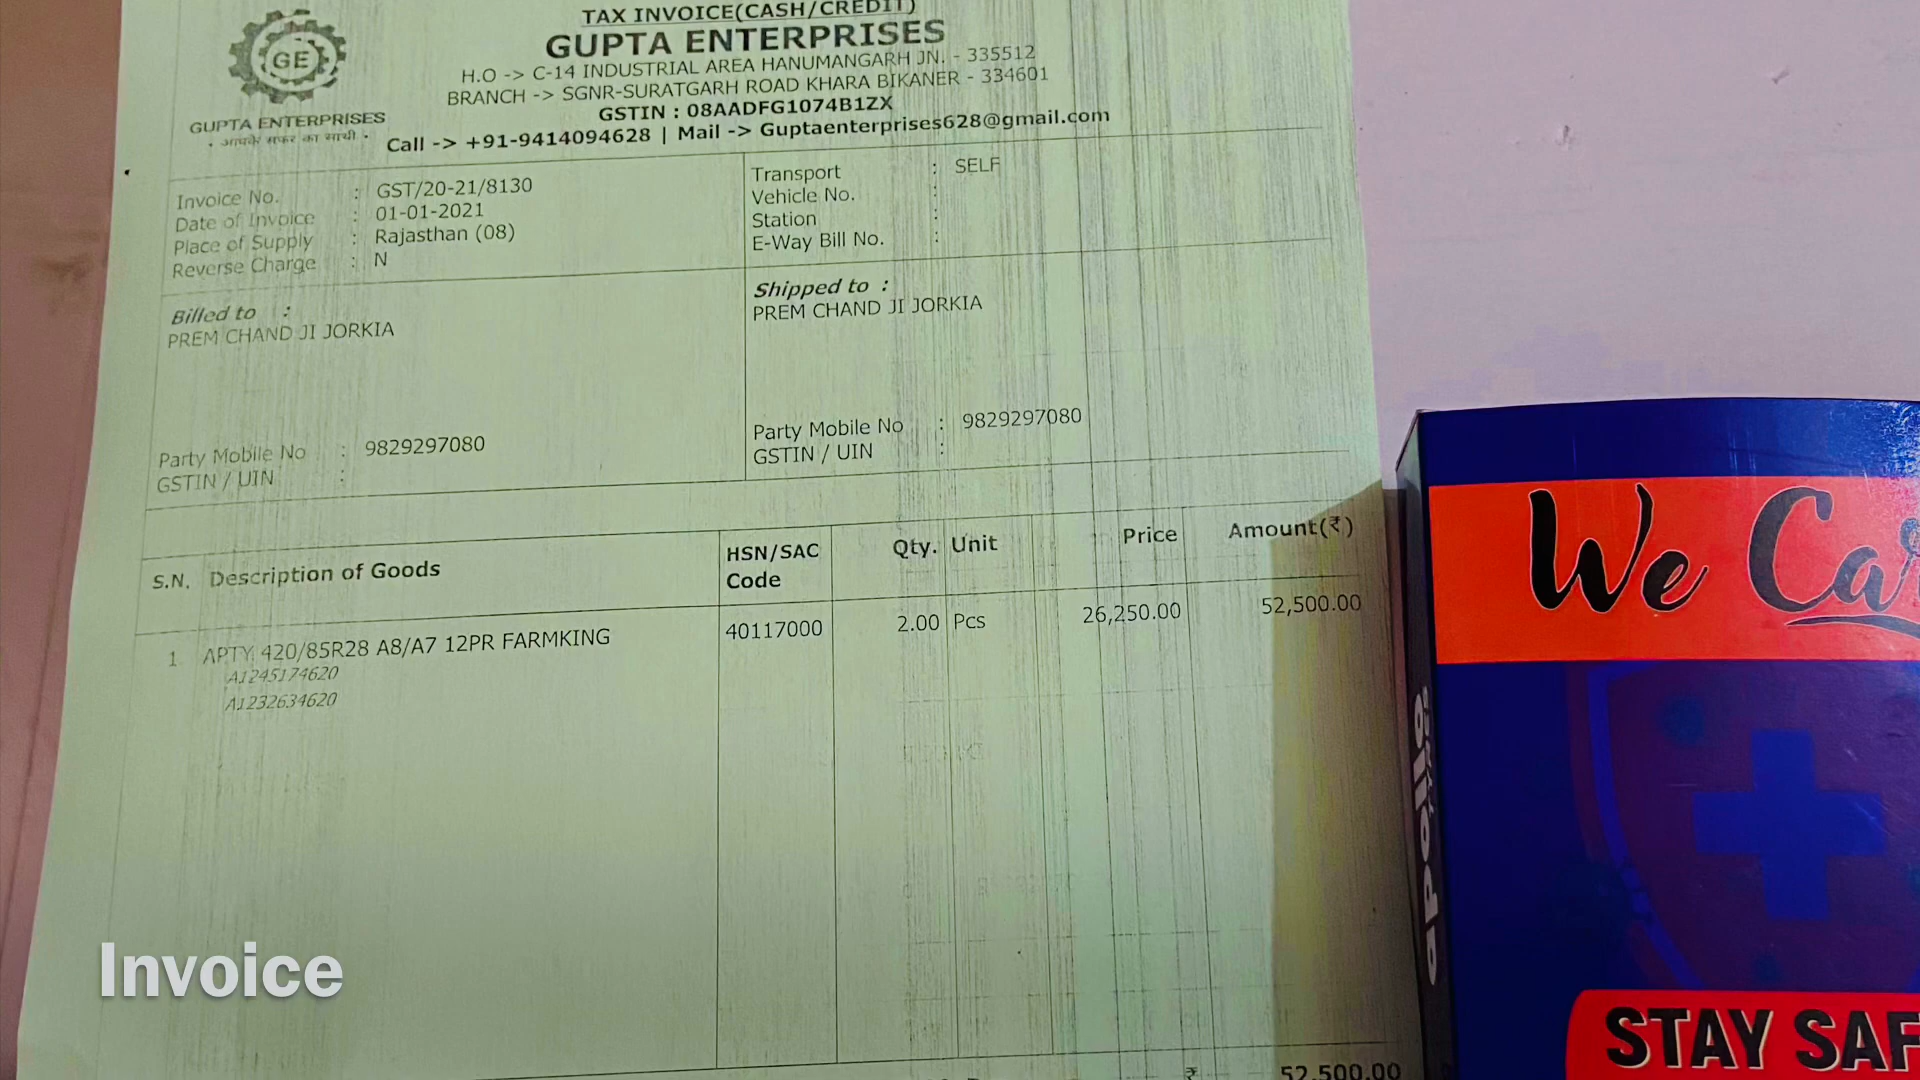 TAX INVOICE(CASH/CREDIT)
GUPTA ENTERPRISES
H.O -> C-14 INDUSTRIAL AREA HANUMANGARH JN. - 335512
BRANCH -> SGNR-SURATGARH ROAD KHARA BIKANER - 334601
GSTIN : 08AADFG1074B1ZX
Call -> +91-9414094628 | Mail -> Guptaenterprises628@gmail.com
GE
GUPTA ENTERPRISES
• आपके सफर का साथी •
Invoice No. : GST/20-21/8130
Date of Invoice : 01-01-2021
Place of Supply : Rajasthan (08)
Reverse Charge : N
Transport : SELF
Vehicle No. :
Station :
E-Way Bill No. :
Billed to :
PREM CHAND JI JORKIA
Party Mobile No : 9829297080
GSTIN / UIN :
Shipped to :
PREM CHAND JI JORKIA
Party Mobile No : 9829297080
GSTIN / UIN :
S.N. Description of Goods HSN/SAC Code Qty. Unit Price Amount(₹)
1 APTY 420/85R28 A8/A7 12PR FARMKING 40117000 2.00 Pcs 26,250.00 52,500.00
A1245174620
A1232634620
₹ 52,500.00
Invoice
We Car
apollo
STAY SAF